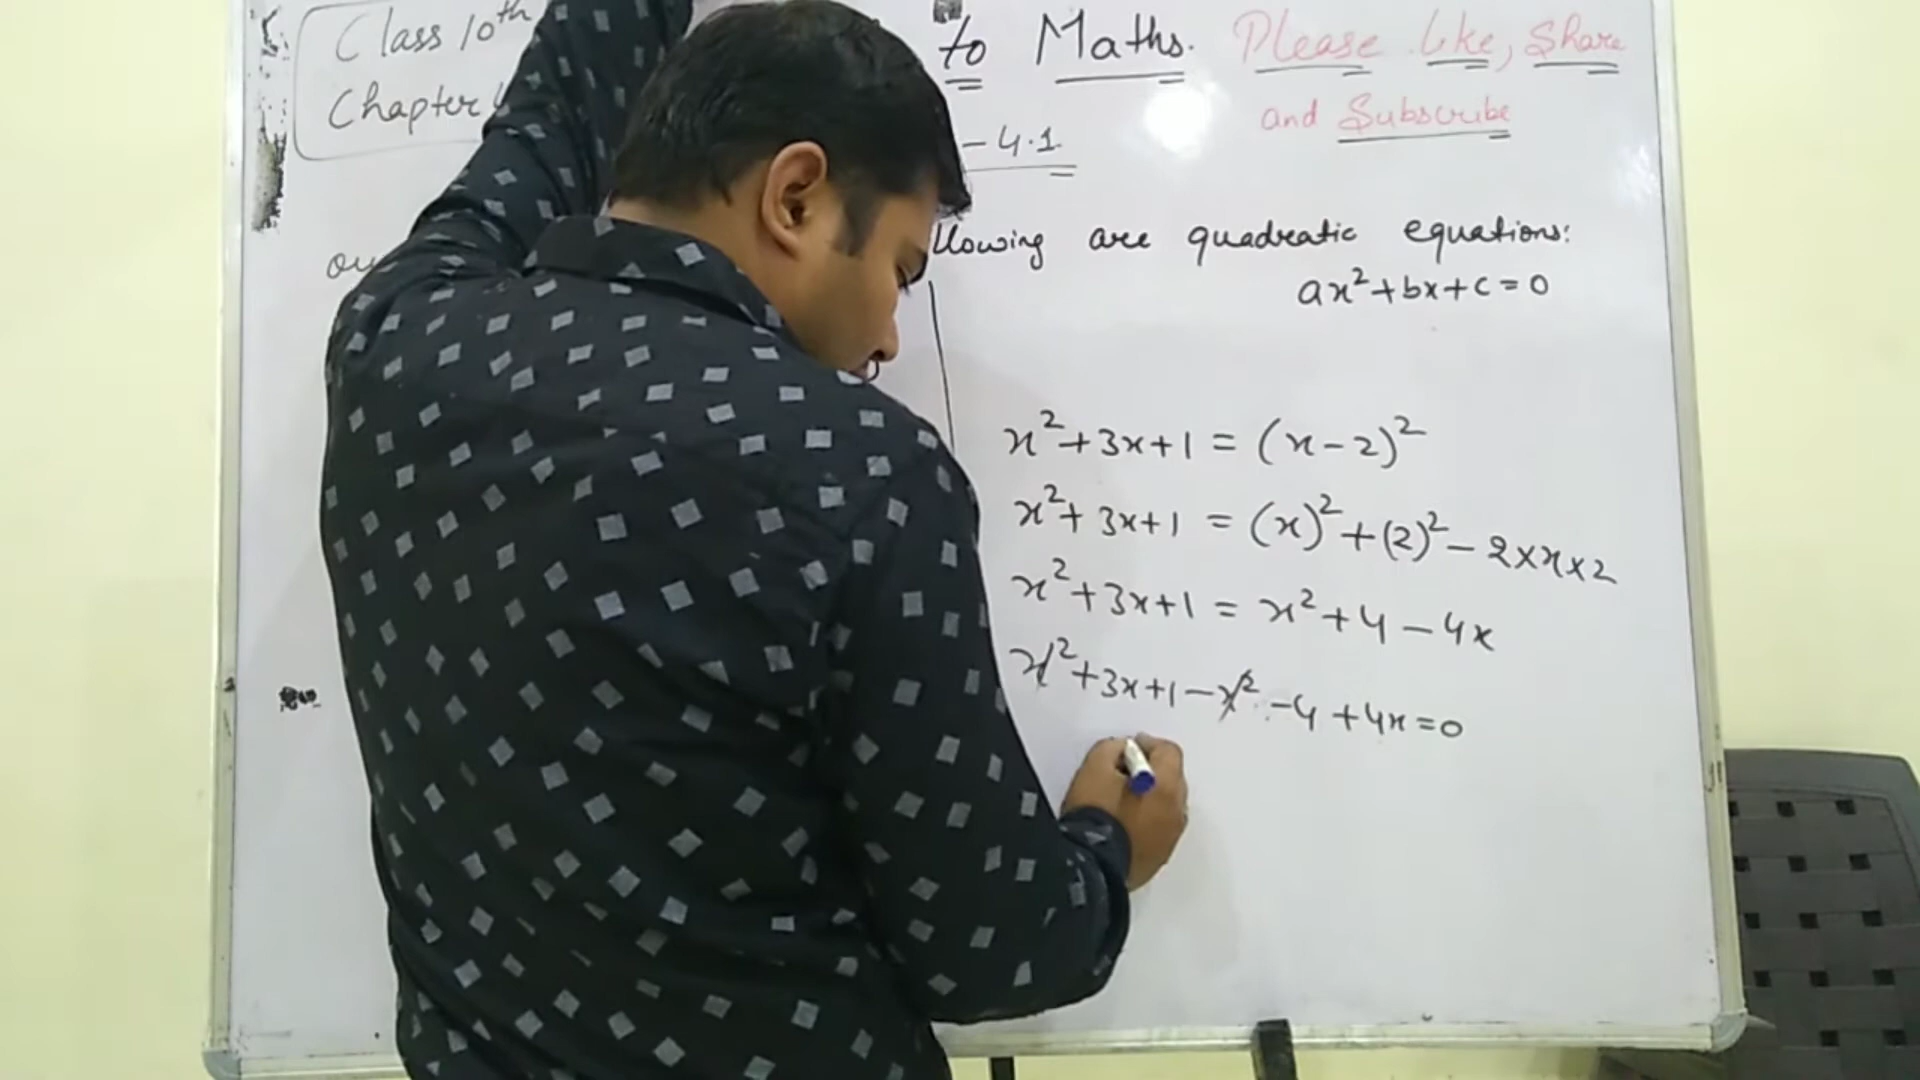 Class 10th
Chapter
to Maths. Please Like, Share
and Subscribe
- 4.1
are quadratic equations:
ax²+bx+c=0
x²+3x+1 = (x-2)²
x²+3x+1 = (x)²+(2)²-2×x×2
x²+3x+1 = x²+4-4x
x²+3x+1-x²-4+4x=0